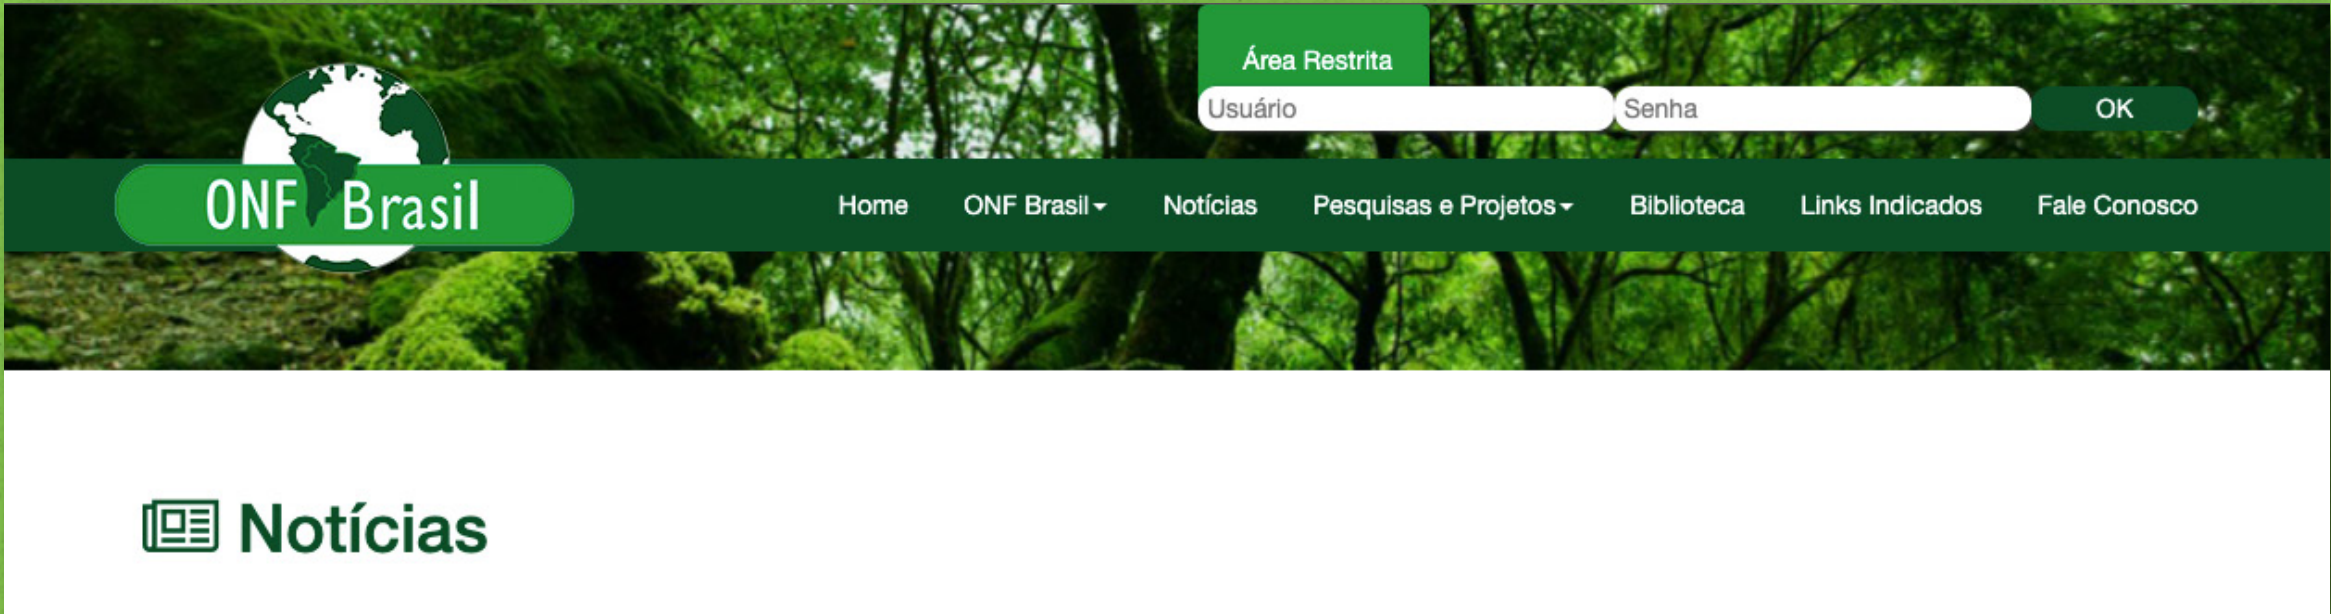 Área Restrita
Usuário Senha OK
ONF Brasil
Home ONF Brasil Notícias Pesquisas e Projetos Biblioteca Links Indicados Fale Conosco
Notícias